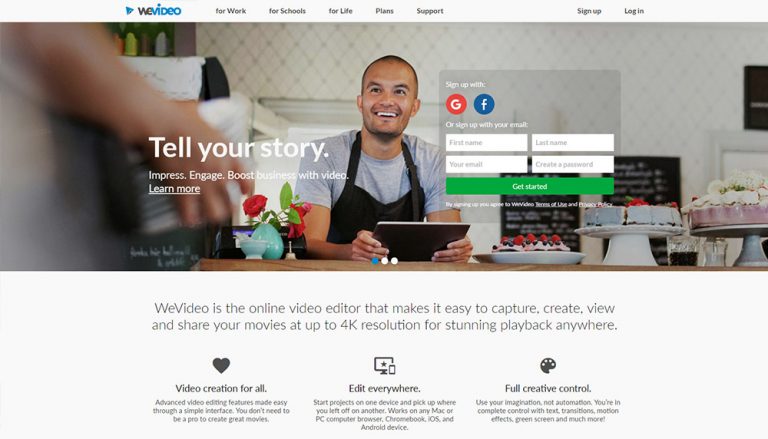 WEVIDEO
for Work
for Schools
for Life
Plans
Support
Sign up
Log in
Tell your story.
Impress. Engage. Boost business with video.
Learn more
Sign up with:
G
f
Or sign up with your email:
First name
Last name
Your email
Create a password
Get started
By signing up you agree to WeVideo Terms of Use and Privacy Policy
WeVideo is the online video editor that makes it easy to capture, create, view
and share your movies at up to 4K resolution for stunning playback anywhere.
Video creation for all.
Advanced video editing features made easy
through a simple interface. You don't need to
be a pro to create great movies.
Edit everywhere.
Start projects on one device and pick up where
you left off on another. Works on any Mac or
PC computer browser, Chromebook, iOS, and
Android device.
Full creative control.
Use your imagination, not automation. You're in
complete control with text, transitions, motion
effects, green screen and much more!